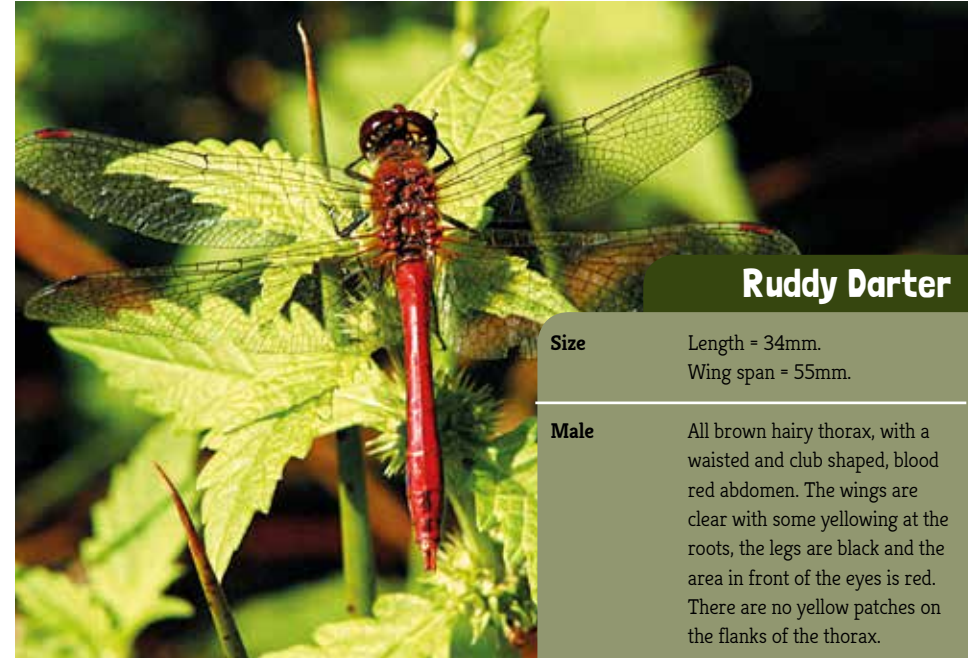 Ruddy Darter
Size
Length = 34mm.
Wing span = 55mm.
Male
All brown hairy thorax, with a
waisted and club shaped, blood
red abdomen. The wings are
clear with some yellowing at the
roots, the legs are black and the
area in front of the eyes is red.
There are no yellow patches on
the flanks of the thorax.